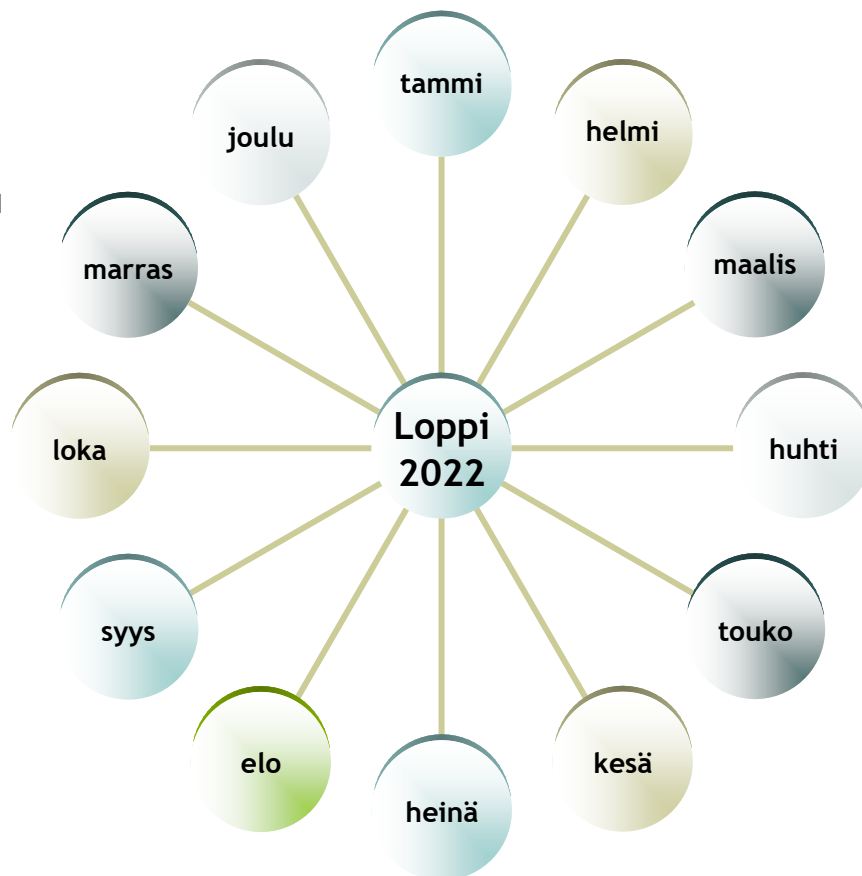 tammi
helmi
maalis
huhti
touko
kesä
heinä
elo
syys
loka
marras
joulu
Loppi
2022